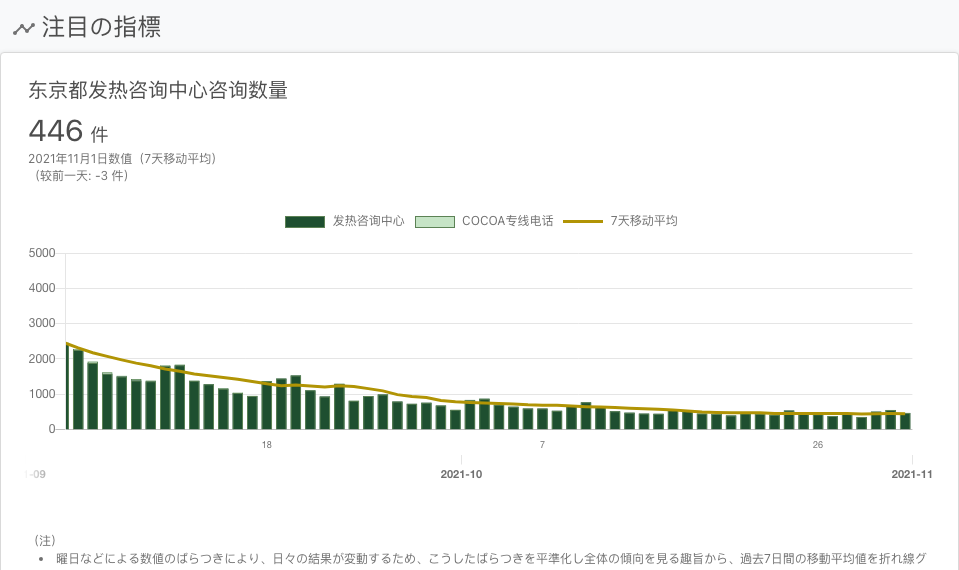 注目の指標
东京都发热咨询中心咨询数量
446 件
2021年11月1日数值（7天移动平均）
（较前一天: -3 件）
发热咨询中心 COCOA专线电话 7天移动平均
5000
4000
3000
2000
1000
0
18 7 26
-09 2021-10 2021-11
（注）
• 曜日などによる数値のばらつきにより、日々の結果が変動するため、こうしたばらつきを平準化し全体の傾向を見る趣旨から、過去7日間の移動平均値を折れ線グ